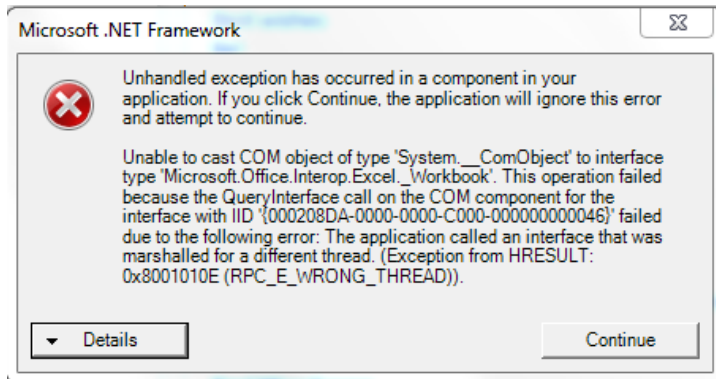 Microsoft .NET Framework
Unhandled exception has occurred in a component in your
application. If you click Continue, the application will ignore this error
and attempt to continue.
Unable to cast COM object of type 'System.__ComObject' to interface
type 'Microsoft.Office.Interop.Excel._Workbook'. This operation failed
because the QueryInterface call on the COM component for the
interface with IID '{000208DA-0000-0000-C000-000000000046}' failed
due to the following error: The application called an interface that was
marshalled for a different thread. (Exception from HRESULT:
0x8001010E (RPC_E_WRONG_THREAD)).
Details
Continue